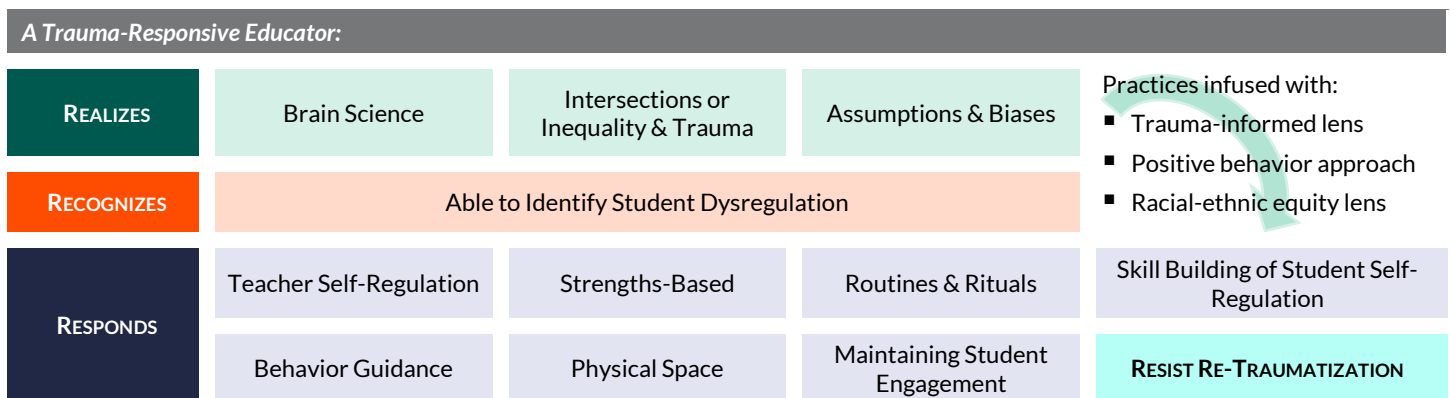 A Trauma-Responsive Educator:
REALIZES
Brain Science
Intersections or
Inequality & Trauma
Assumptions & Biases
Practices infused with:
▪ Trauma-informed lens
▪ Positive behavior approach
▪ Racial-ethnic equity lens
RECOGNIZES
Able to Identify Student Dysregulation
RESPONDS
Teacher Self-Regulation
Strengths-Based
Routines & Rituals
Skill Building of Student Self-
Regulation
Behavior Guidance
Physical Space
Maintaining Student
Engagement
RESIST RE-TRAUMATIZATION